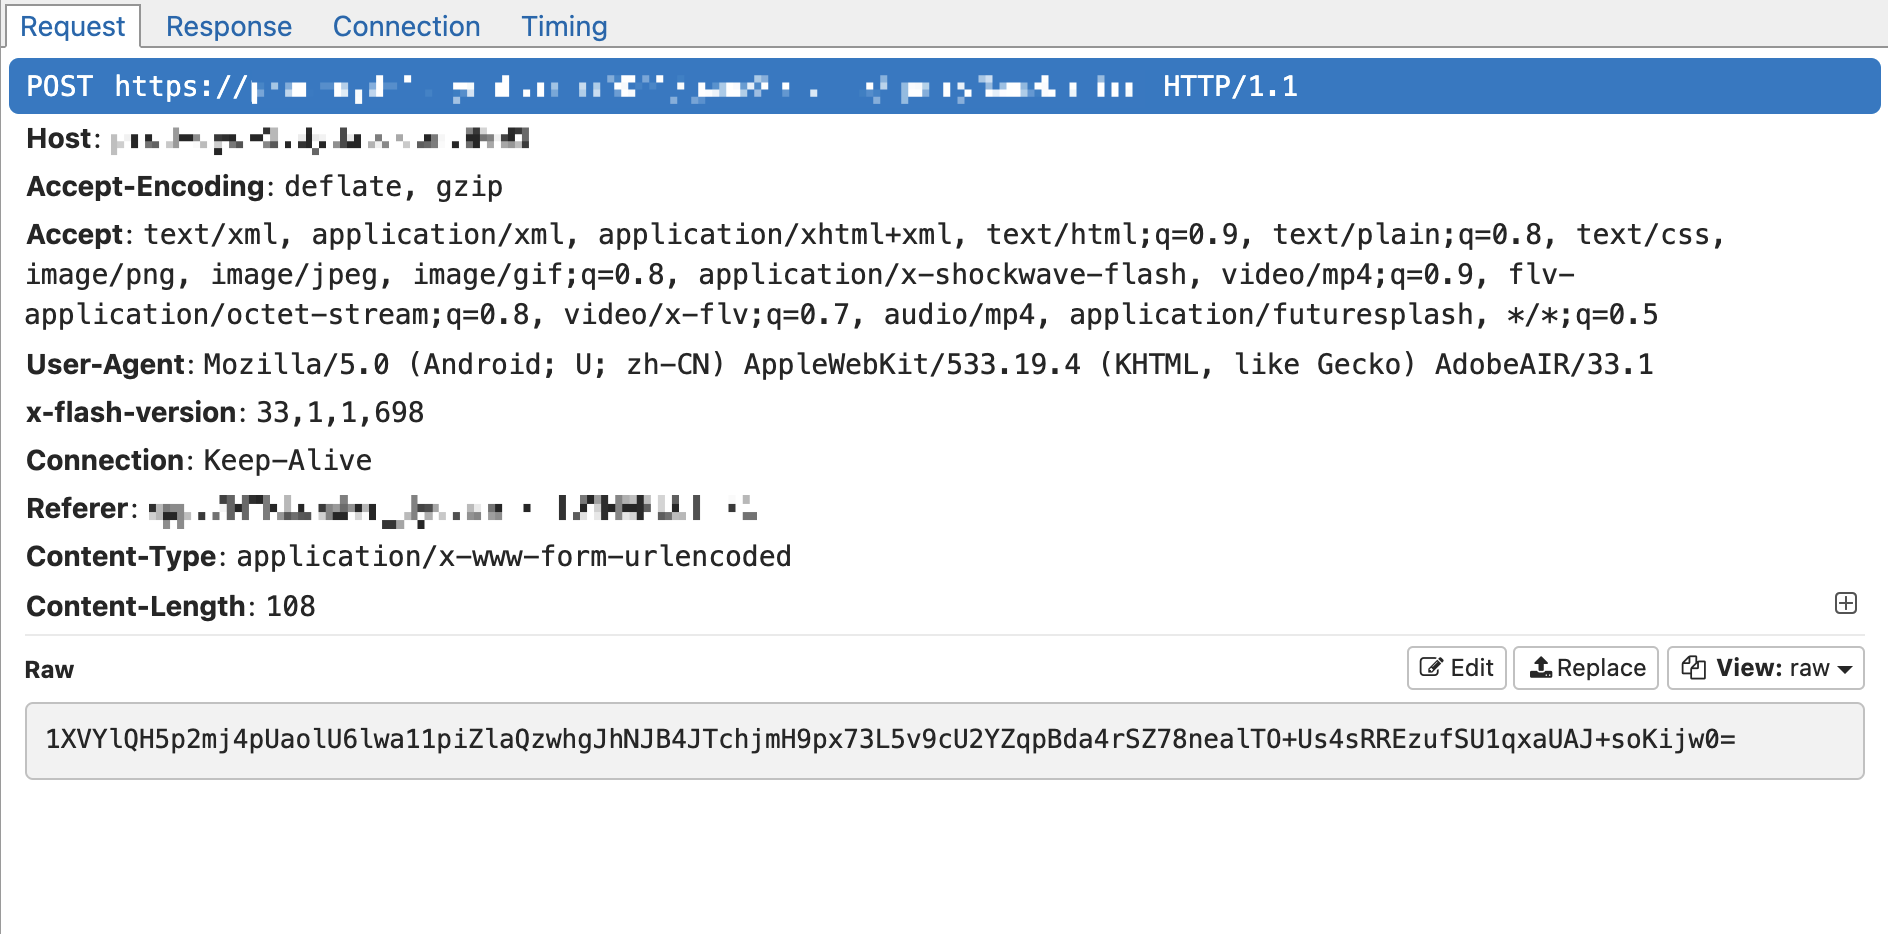 Request Response Connection Timing
POST https:// HTTP/1.1
Host:
Accept-Encoding: deflate, gzip
Accept: text/xml, application/xml, application/xhtml+xml, text/html;q=0.9, text/plain;q=0.8, text/css,
image/png, image/jpeg, image/gif;q=0.8, application/x-shockwave-flash, video/mp4;q=0.9, flv-
application/octet-stream;q=0.8, video/x-flv;q=0.7, audio/mp4, application/futuresplash, */*;q=0.5
User-Agent: Mozilla/5.0 (Android; U; zh-CN) AppleWebKit/533.19.4 (KHTML, like Gecko) AdobeAIR/33.1
x-flash-version: 33,1,1,698
Connection: Keep-Alive
Referer:
Content-Type: application/x-www-form-urlencoded
Content-Length: 108
Raw Edit Replace View: raw
1XVYlQH5p2mj4pUaolU6lwa11piZlaQzwhgJhNJB4JTchjmH9px73L5v9cU2YZqpBda4rSZ78nealTO+Us4sRREzufSU1qxaUAJ+soKijw0=